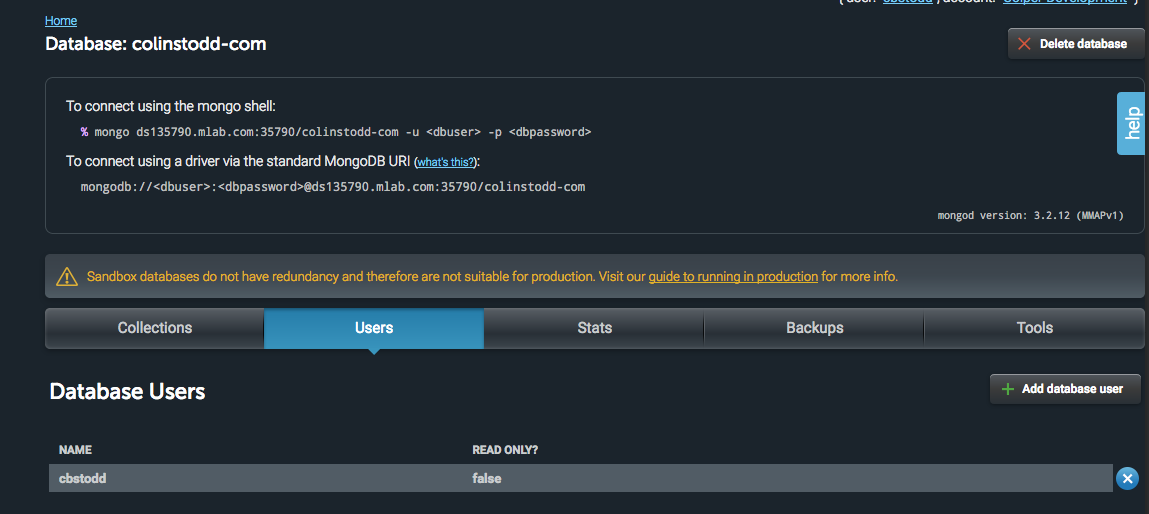 Home
Database: colinstodd-com
Delete database
To connect using the mongo shell:
% mongo ds135790.mlab.com:35790/colinstodd-com -u <dbuser> -p <dbpassword>
To connect using a driver via the standard MongoDB URI (what's this?):
mongodb://<dbuser>:<dbpassword>@ds135790.mlab.com:35790/colinstodd-com
mongod version: 3.2.12 (MMAPv1)
help
Sandbox databases do not have redundancy and therefore are not suitable for production. Visit our guide to running in production for more info.
Collections Users Stats Backups Tools
Database Users
Add database user
NAME READ ONLY?
cbstodd false